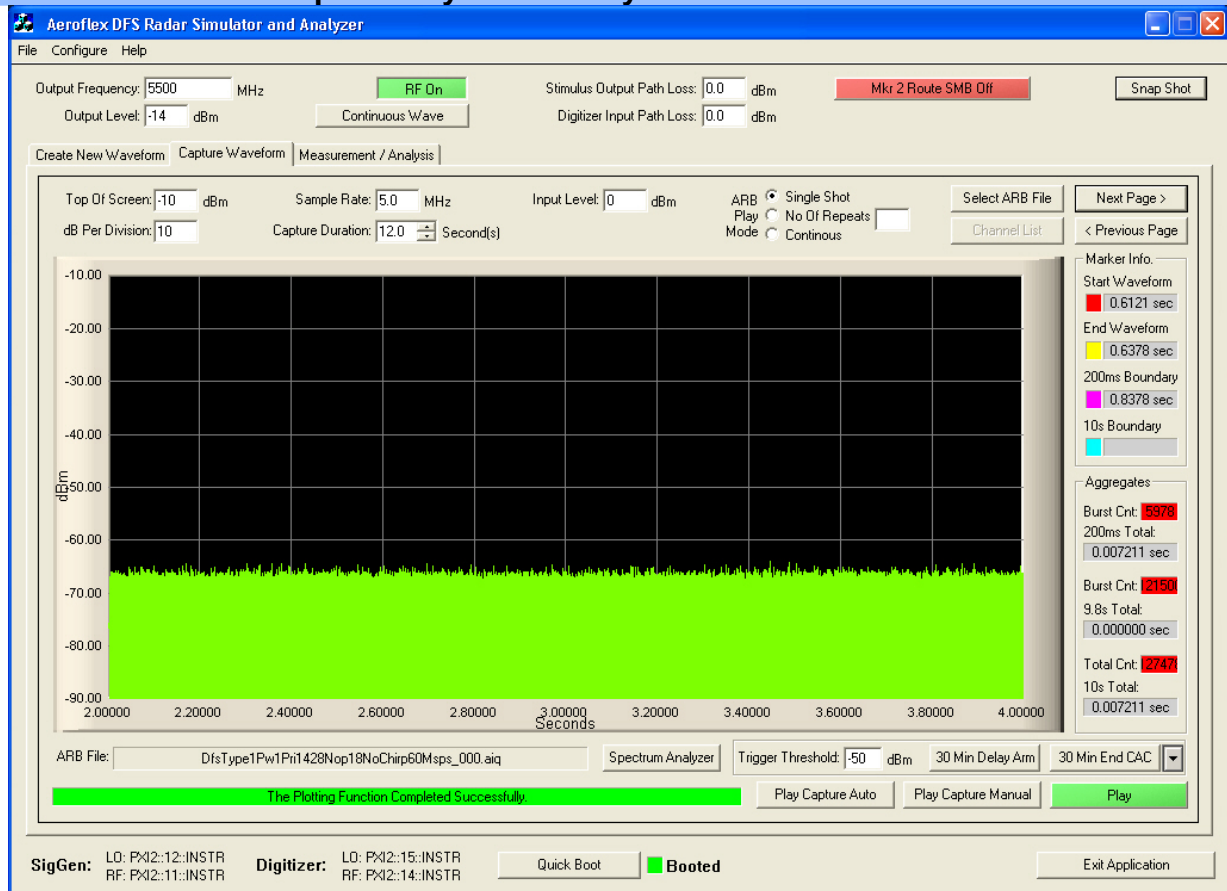 Aeroflex DFS Radar Simulator and Analyzer
File Configure Help
Output Frequency: 5500 MHz
RF On
Stimulus Output Path Loss: 0.0 dBm
Mkr 2 Route SMB Off
Snap Shot
Output Level: -14 dBm
Continuous Wave
Digitizer Input Path Loss: 0.0 dBm
Create New Waveform Capture Waveform Measurement / Analysis
Top Of Screen: -10 dBm
Sample Rate: 5.0 MHz
Input Level: 0 dBm
ARB Play Mode
Single Shot
No Of Repeats
Continous
Select ARB File
Next Page >
dB Per Division: 10
Capture Duration: 12.0 Second(s)
Channel List
< Previous Page
Marker Info.
Start Waveform
0.6121 sec
End Waveform
0.6378 sec
200ms Boundary
0.8378 sec
10s Boundary
Aggregates
Burst Cnt: 5978
200ms Total:
0.007211 sec
Burst Cnt: 2150
9.8s Total:
0.000000 sec
Total Cnt: 2747
10s Total:
0.007211 sec
-10.00
-20.00
-30.00
-40.00
-50.00
-60.00
-70.00
-80.00
-90.00
dBm
2.00000 2.20000 2.40000 2.60000 2.80000 3.00000 3.20000 3.40000 3.60000 3.80000 4.00000
Seconds
ARB File: DfsType1Pw1Pri1428Nop18NoChirp60Msps_000.aiq
Spectrum Analyzer
Trigger Threshold: -50 dBm
30 Min Delay Arm
30 Min End CAC
The Plotting Function Completed Successfully.
Play Capture Auto
Play Capture Manual
Play
SigGen: LO: PXI2::12::INSTR
RF: PXI2::11::INSTR
Digitizer: LO: PXI2::15::INSTR
RF: PXI2::14::INSTR
Quick Boot
Booted
Exit Application